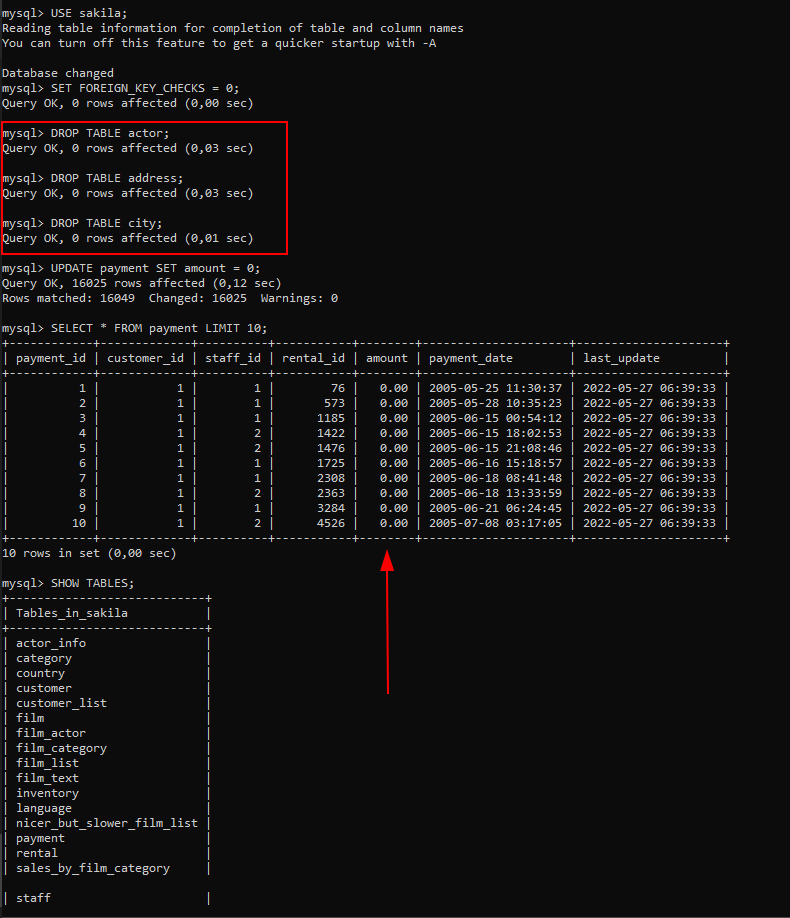 mysql> USE sakila;
Reading table information for completion of table and column names
You can turn off this feature to get a quicker startup with -A

Database changed
mysql> SET FOREIGN_KEY_CHECKS = 0;
Query OK, 0 rows affected (0,00 sec)

mysql> DROP TABLE actor;
Query OK, 0 rows affected (0,03 sec)

mysql> DROP TABLE address;
Query OK, 0 rows affected (0,03 sec)

mysql> DROP TABLE city;
Query OK, 0 rows affected (0,01 sec)

mysql> UPDATE payment SET amount = 0;
Query OK, 16025 rows affected (0,12 sec)
Rows matched: 16049  Changed: 16025  Warnings: 0

mysql> SELECT * FROM payment LIMIT 10;
+------------+-------------+----------+-----------+--------+---------------------+---------------------+
| payment_id | customer_id | staff_id | rental_id | amount | payment_date        | last_update         |
+------------+-------------+----------+-----------+--------+---------------------+---------------------+
|          1 |           1 |        1 |        76 |   0.00 | 2005-05-25 11:30:37 | 2022-05-27 06:39:33 |
|          2 |           1 |        1 |       573 |   0.00 | 2005-05-28 10:35:23 | 2022-05-27 06:39:33 |
|          3 |           1 |        1 |      1185 |   0.00 | 2005-06-15 00:54:12 | 2022-05-27 06:39:33 |
|          4 |           1 |        2 |      1422 |   0.00 | 2005-06-15 18:02:53 | 2022-05-27 06:39:33 |
|          5 |           1 |        2 |      1476 |   0.00 | 2005-06-15 21:08:46 | 2022-05-27 06:39:33 |
|          6 |           1 |        1 |      1725 |   0.00 | 2005-06-16 15:18:57 | 2022-05-27 06:39:33 |
|          7 |           1 |        1 |      2308 |   0.00 | 2005-06-18 08:41:48 | 2022-05-27 06:39:33 |
|          8 |           1 |        2 |      2363 |   0.00 | 2005-06-18 13:33:59 | 2022-05-27 06:39:33 |
|          9 |           1 |        1 |      3284 |   0.00 | 2005-06-21 06:24:45 | 2022-05-27 06:39:33 |
|         10 |           1 |        2 |      4526 |   0.00 | 2005-07-08 03:17:05 | 2022-05-27 06:39:33 |
+------------+-------------+----------+-----------+--------+---------------------+---------------------+
10 rows in set (0,00 sec)

mysql> SHOW TABLES;
+----------------------------+
| Tables_in_sakila           |
+----------------------------+
| actor_info                 |
| category                   |
| country                    |
| customer                   |
| customer_list              |
| film                       |
| film_actor                 |
| film_category              |
| film_list                  |
| film_text                  |
| inventory                  |
| language                   |
| nicer_but_slower_film_list |
| payment                    |
| rental                     |
| sales_by_film_category     |

| staff                      |